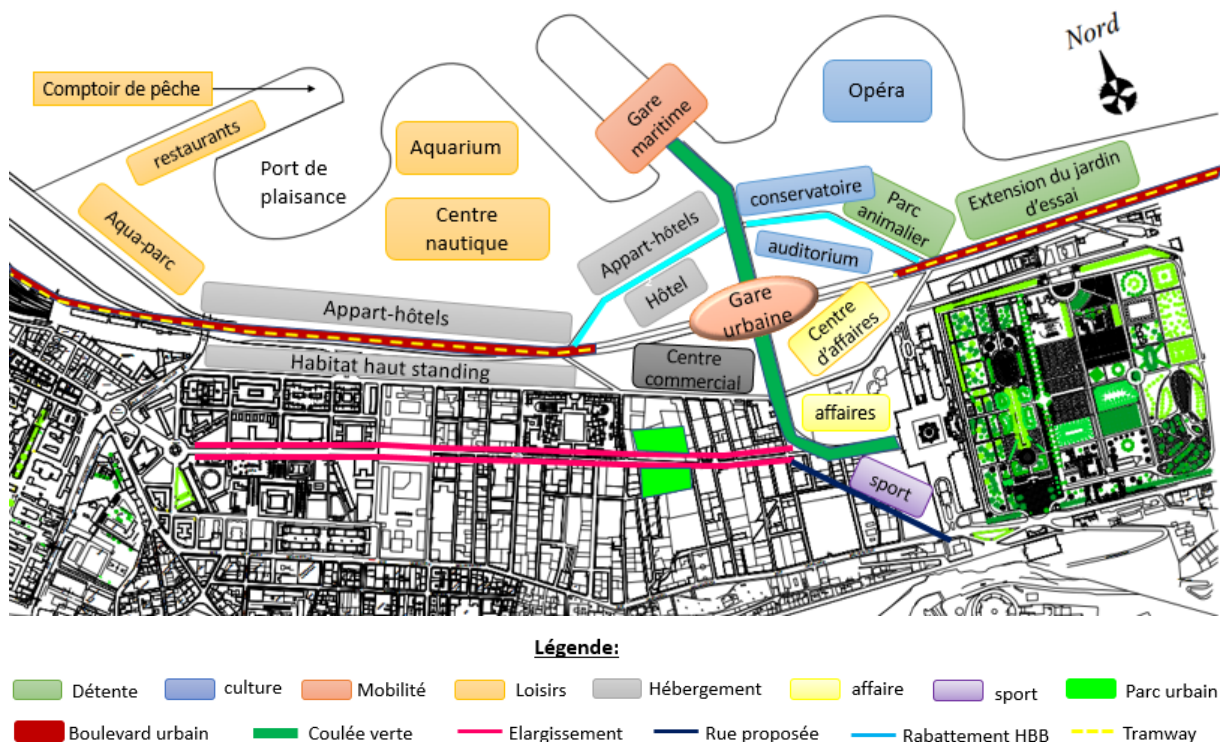 Nord
Comptoir de pêche
restaurants
Port de
plaisance
Aqua-parc
Aquarium
Centre
nautique
Gare
maritime
Opéra
conservatoire
Parc
animalier
Extension du jardin
d'essai
Appart-hôtels
Hôtel
auditorium
Appart-hôtels
Gare
urbaine
Centre
d'affaires
Habitat haut standing
Centre
commercial
affaires
sport
Légende:
Détente
culture
Mobilité
Loisirs
Hébergement
affaire
sport
Parc urbain
Boulevard urbain
Coulée verte
Elargissement
Rue proposée
Rabattement HBB
Tramway